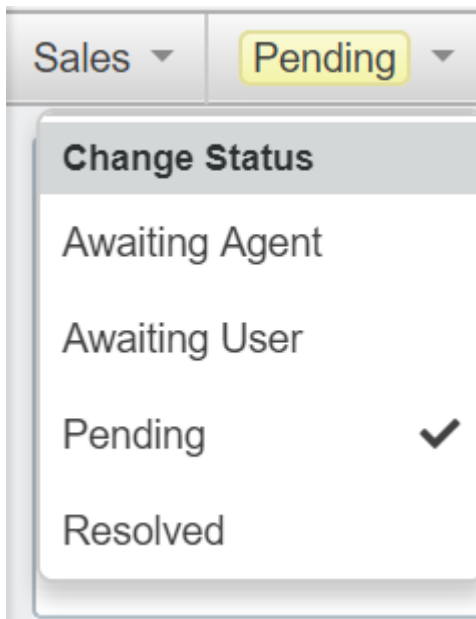 Sales Pending
Change Status
Awaiting Agent
Awaiting User
Pending
Resolved